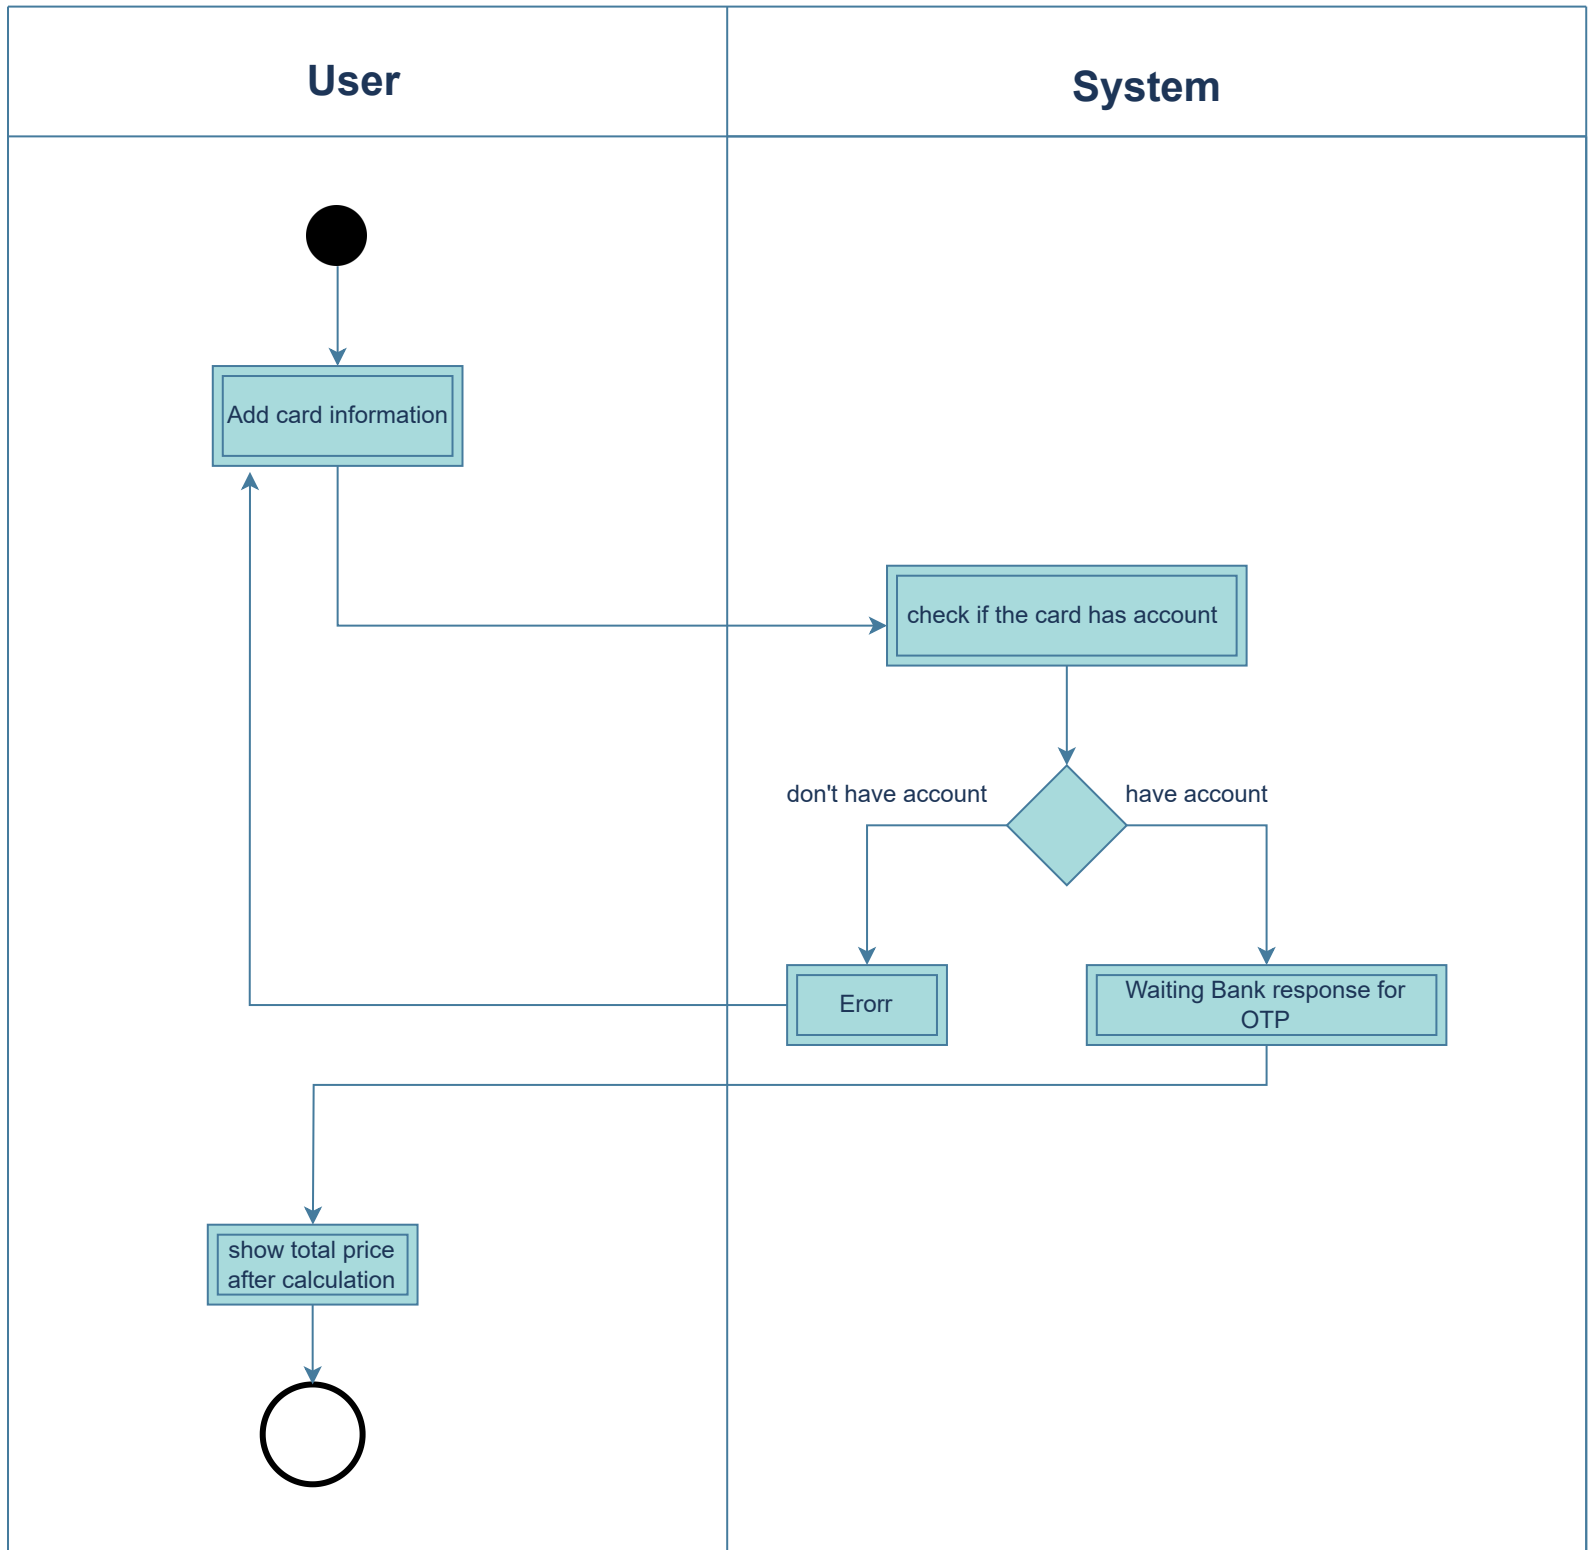 User
System
Add card information
check if the card has account
don't have account
have account
Erorr
Waiting Bank response for
OTP
show total price
after calculation